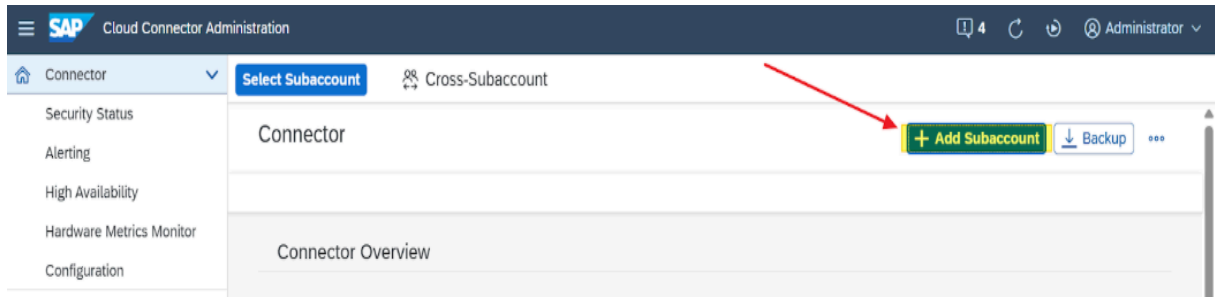 SAP Cloud Connector Administration 4 Administrator
Connector
Select Subaccount Cross-Subaccount
Security Status
Connector
+ Add Subaccount Backup
Alerting
High Availability
Hardware Metrics Monitor
Connector Overview
Configuration